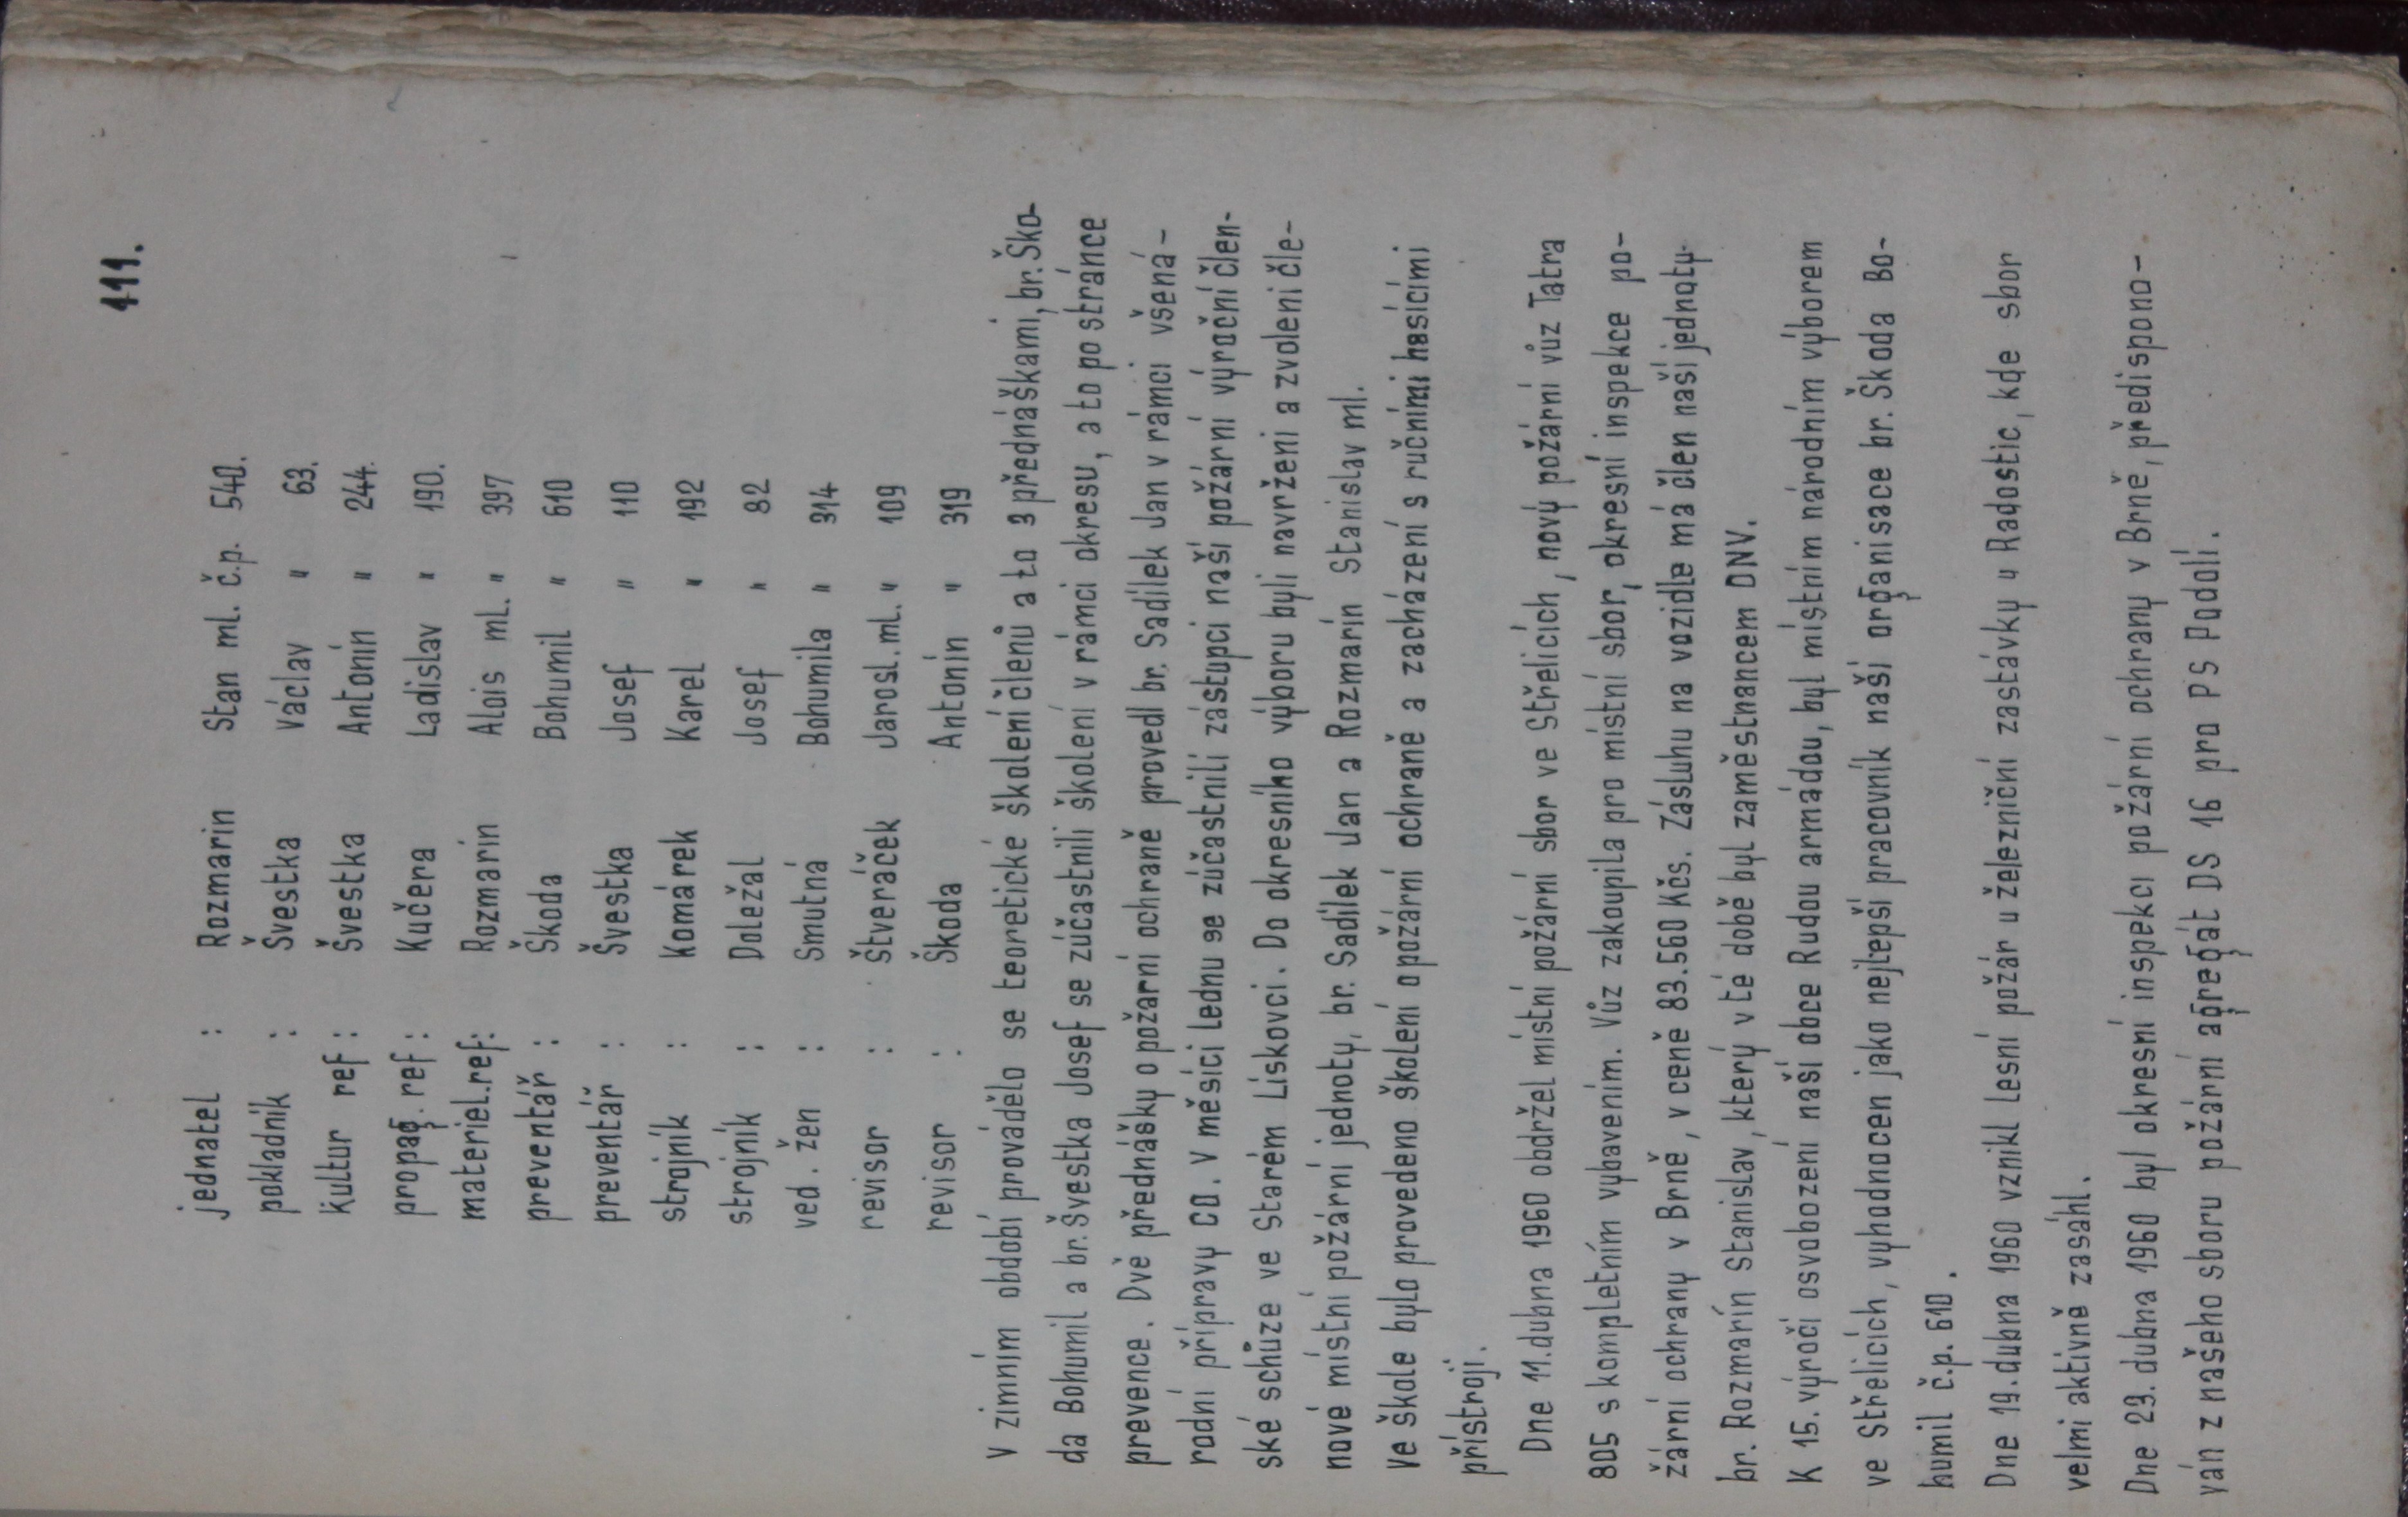 111.
jednatel : Rozmarin Stan ml. č.p. 540.
pokladník : Švestka Václav " 63.
Kultur ref : Švestka Antonín " 244.
propag. ref : Kučera Ladislav " 190.
materiel.ref: Rozmarín Alois ml. " 397
preventář : Škoda Bohumil " 610
preventář : Švestka Josef " 110
strojník : Komárek Karel " 192
strojník : Doležal Josef " 82
ved. žen : Smutná Bohumila " 314
revisor : Štveráček Jarosl. ml. " 109
revisor : Škoda Antonín " 319
V zimním období provádělo se teoretické školení členů a to 3 přednáškami, br. Ško-
da Bohumil a br. Švestka Josef se zúčastnili školení v rámci okresu, a to po stránce
prevence. Dvě přednášky o požární ochraně provedl br. Sadílek Jan v rámci všená-
rodní přípravy CO. V měsíci lednu se zúčastnili zástupci naší požární výroční člen-
ské schůze ve Starém Lískovci. Do okresního výboru byli navrženi a zvoleni čle-
nové místní požární jednoty, br. Sadílek Jan a Rozmarín Stanislav ml.
Ve škole bylo provedeno školení o požární ochraně a zacházení s ručními hasícími
přístroji.
Dne 11. dubna 1960 obdržel místní požární sbor ve Střelicích, nový požární vůz Tatra
805 s kompletním vybavením. Vůz zakoupila pro místní sbor, okresní inspekce po-
žární ochrany v Brně, v ceně 83.560 Kčs. Zásluhu na vozidle má člen naší jednoty
br. Rozmarín Stanislav, který v té době byl zaměstnancem DNV.
K 15. výročí osvobození naší obce Rudou armádou, byl místním národním výborem
ve Střelicích, vyhodnocen jako nejlepší pracovník naší organisace br. Škoda Bo-
humil č.p. 610.
Dne 19. dubna 1960 vznikl lesní požár u železniční zastávky u Radostic, kde sbor
velmi aktivně zasáhl.
Dne 23. dubna 1960 byl okresní inspekcí požární ochrany v Brně, předispono-
ván z našeho sboru požární agregát DS 16 pro PS Podolí.